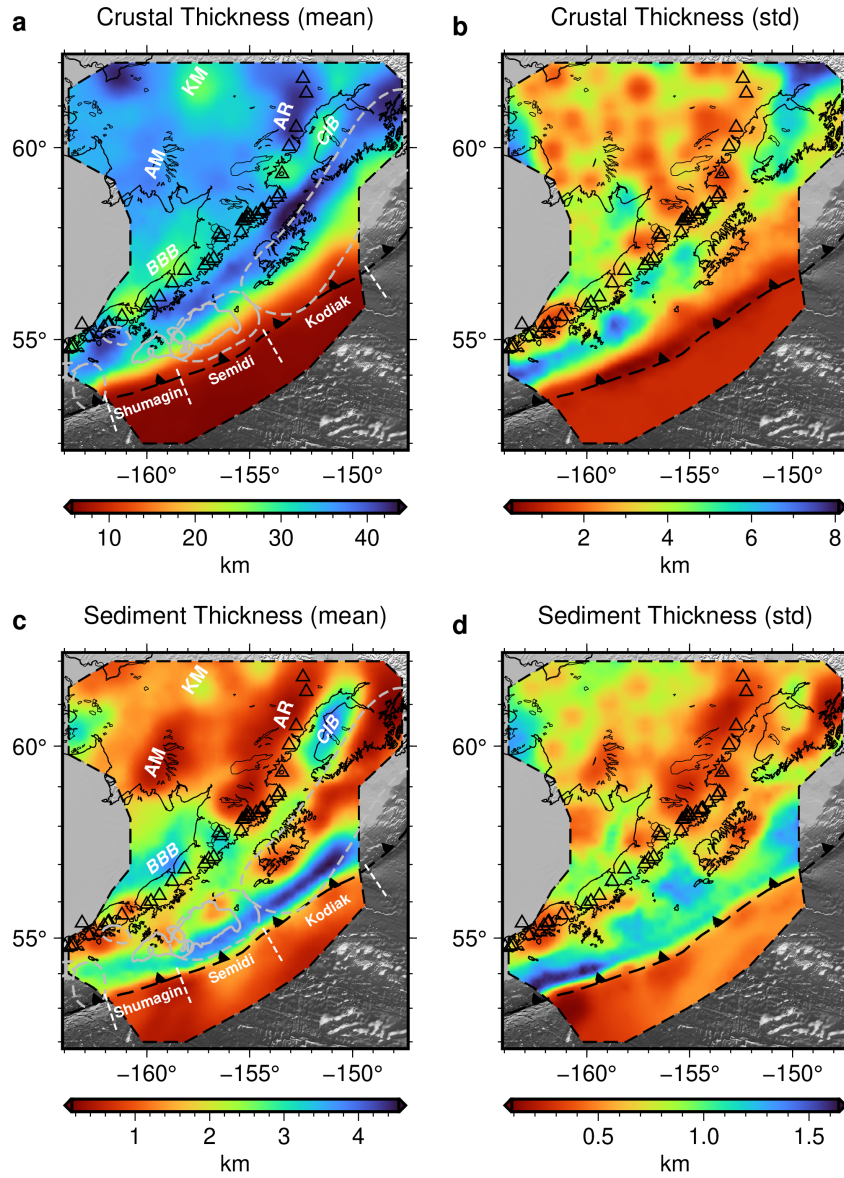 a
Crustal Thickness (mean)
KM
AR
CIB
AM
BBB
Kodiak
Semidi
Shumagin
60°
55°
−160°
−155°
−150°
10
20
30
40
km
b
Crustal Thickness (std)
−160°
−155°
−150°
2
4
6
8
km
c
Sediment Thickness (mean)
KM
AR
CIB
AM
BBB
Kodiak
Semidi
Shumagin
60°
55°
−160°
−155°
−150°
1
2
3
4
km
d
Sediment Thickness (std)
60°
55°
−160°
−155°
−150°
0.5
1.0
1.5
km